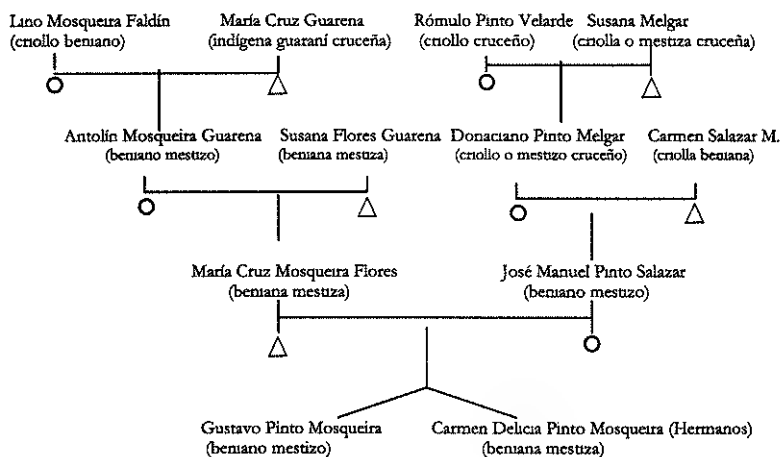 Lino Mosqueira Faldín
(criollo beniano)
María Cruz Guarena
(indígena guaraní cruceña)
Rómulo Pinto Velarde
(criollo cruceño)
Susana Melgar
(criolla o mestiza cruceña)
Antolín Mosqueira Guarena
(beniano mestizo)
Susana Flores Guarena
(beniana mestiza)
Donaciano Pinto Melgar
(criollo o mestizo cruceño)
Carmen Salazar M.
(criolla beniana)
María Cruz Mosqueira Flores
(beniana mestiza)
José Manuel Pinto Salazar
(beniano mestizo)
Gustavo Pinto Mosqueira
(beniano mestizo)
Carmen Delicia Pinto Mosqueira (Hermanos)
(beniana mestiza)